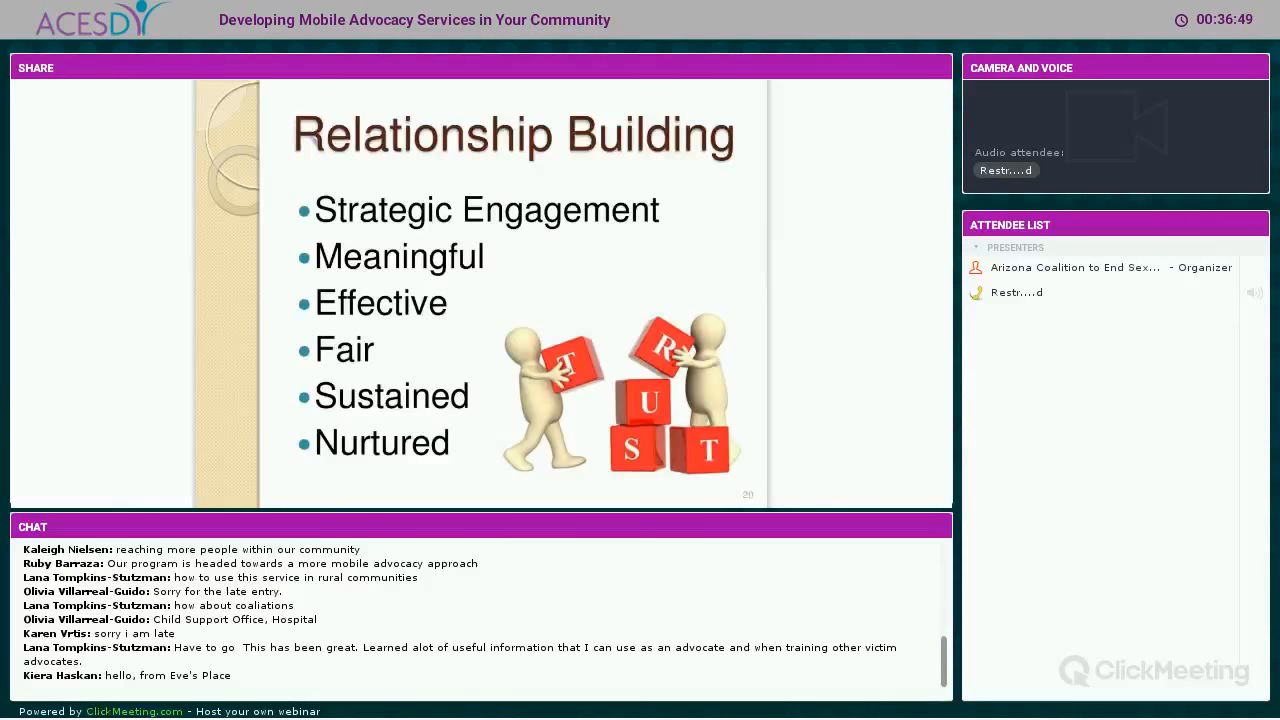 ACESDV
Developing Mobile Advocacy Services in Your Community
00:36:49
SHARE
Relationship Building
•Strategic Engagement
•Meaningful
•Effective
•Fair
•Sustained
•Nurtured
T R
U
S T
20
CHAT
Kaleigh Nielsen: reaching more people within our community
Ruby Barraza: Our program is headed towards a more mobile advocacy approach
Lana Tompkins-Stutzman: how to use this service in rural communities
Olivia Villarreal-Guido: Sorry for the late entry.
Lana Tompkins-Stutzman: how about coaliations
Olivia Villarreal-Guido: Child Support Office, Hospital
Karen Vrtis: sorry i am late
Lana Tompkins-Stutzman: Have to go  This has been great. Learned alot of useful information that I can use as an advocate and when training other victim
advocates.
Kiera Haskan: hello, from Eve's Place
CAMERA AND VOICE
Audio attendee:
Restr....d
ATTENDEE LIST
PRESENTERS
Arizona Coalition to End Sex... - Organizer
Restr....d
ClickMeeting
Powered by ClickMeeting.com - Host your own webinar